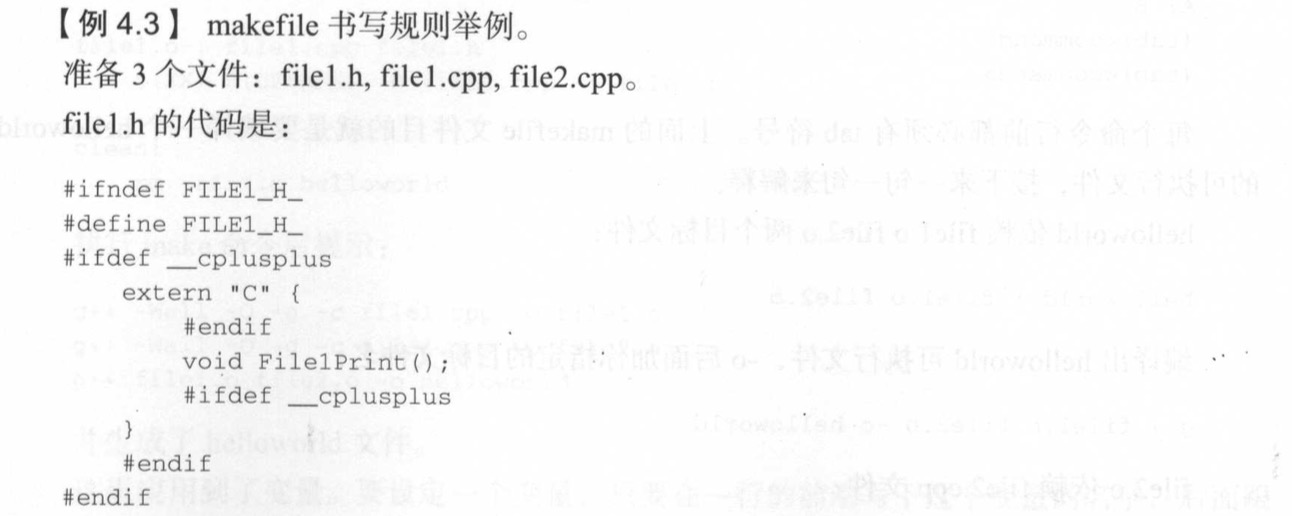 【例 4.3】 makefile 书写规则举例。
准备 3 个文件：file1.h, file1.cpp, file2.cpp。
file1.h 的代码是：
#ifndef FILE1_H_
#define FILE1_H_
#ifdef __cplusplus
    extern "C" {
        #endif
        void File1Print();
        #ifdef __cplusplus
    }
    #endif
#endif